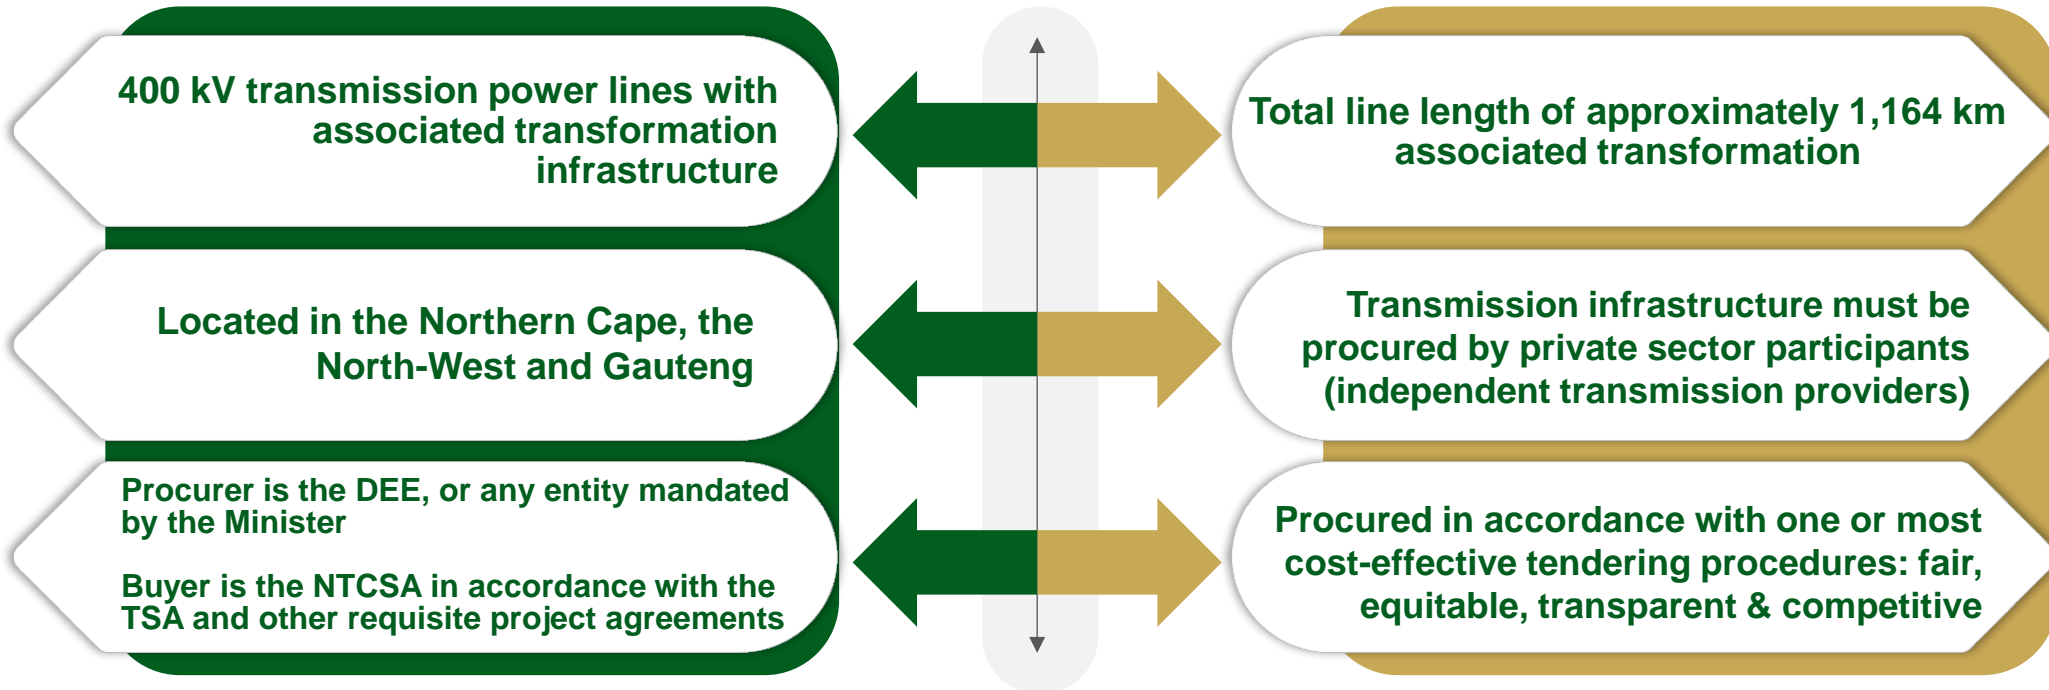 400 kV transmission power lines with
associated transformation
infrastructure
Total line length of approximately 1,164 km
associated transformation
Located in the Northern Cape, the
North-West and Gauteng
Transmission infrastructure must be
procured by private sector participants
(independent transmission providers)
Procurer is the DEE, or any entity mandated
by the Minister
Buyer is the NTCSA in accordance with the
TSA and other requisite project agreements
Procured in accordance with one or most
cost-effective tendering procedures: fair,
equitable, transparent & competitive